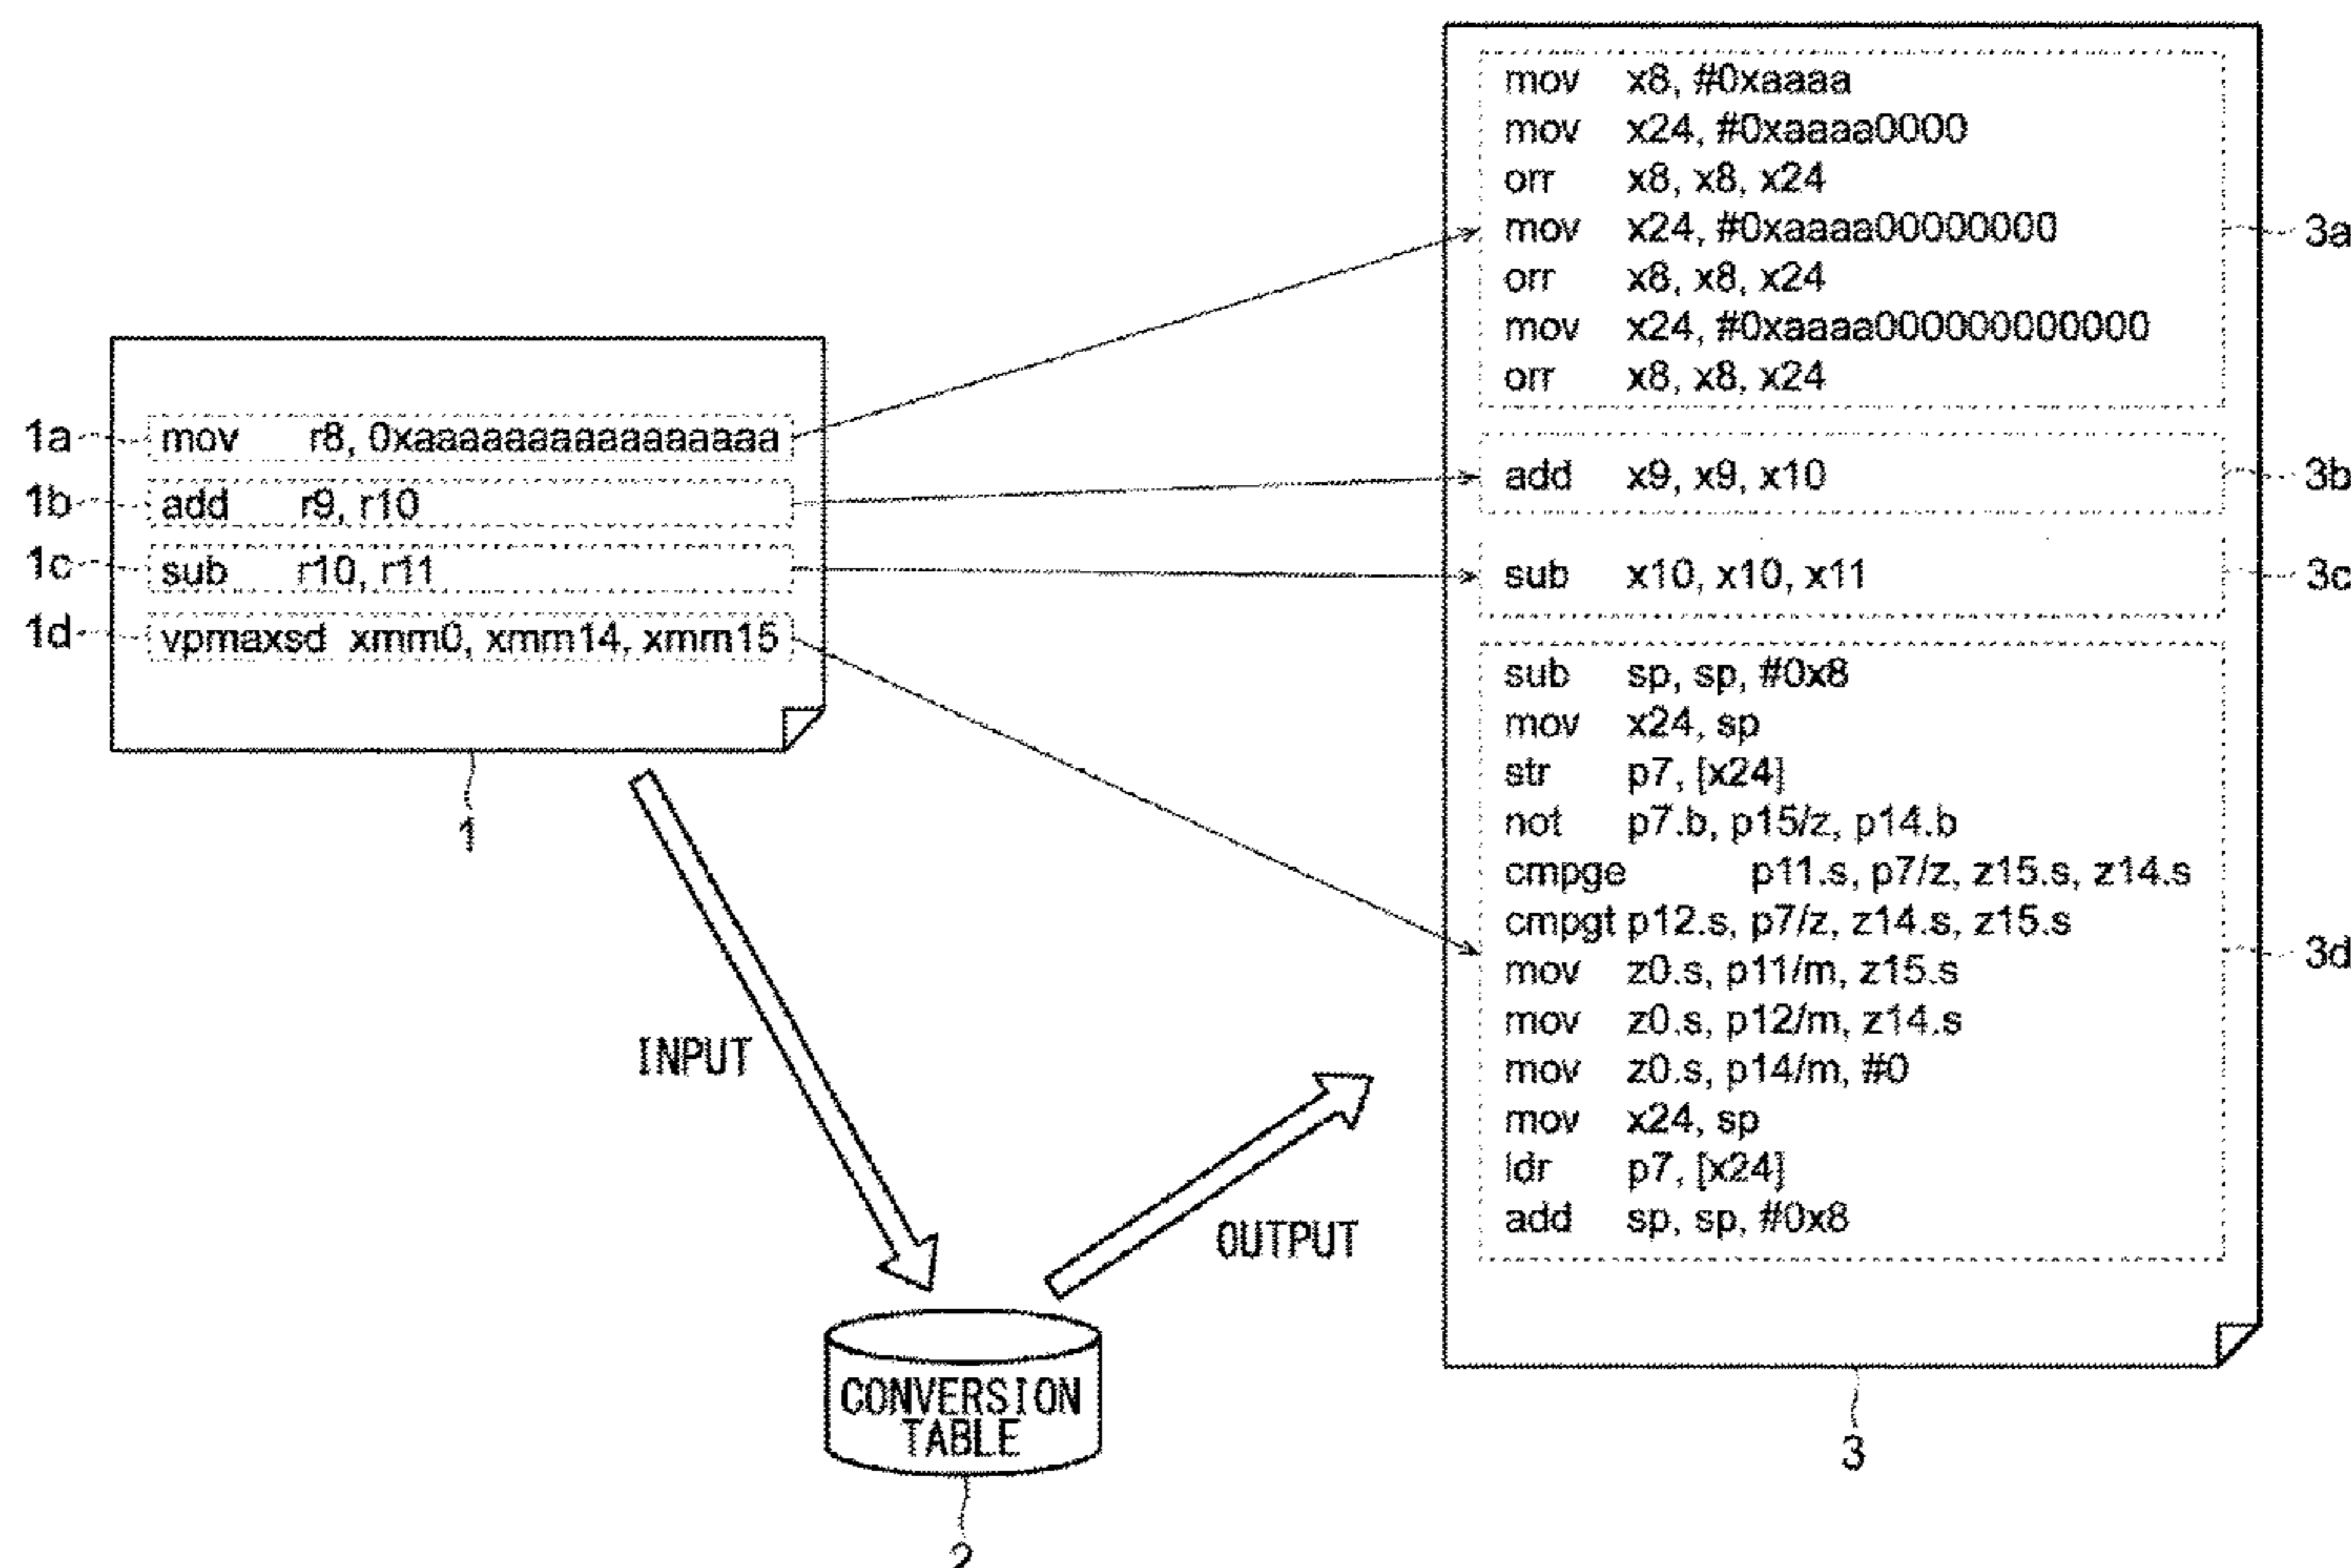 1a
mov r8, 0xaaaaaaaaaaaaaaaa
1b
add r9, r10
1c
sub r10, r11
1d
vpmaxsd xmm0, xmm14, xmm15
1
INPUT
CONVERSION
TABLE
2
OUTPUT
mov x8, #0xaaaa
mov x24, #0xaaaa0000
orr x8, x8, x24
mov x24, #0xaaaa00000000
orr x8, x8, x24
mov x24, #0xaaaa000000000000
orr x8, x8, x24
3a
add x9, x9, x10
3b
sub x10, x10, x11
3c
sub sp, sp, #0x8
mov x24, sp
str p7, [x24]
not p7.b, p15/z, p14.b
cmpge p11.s, p7/z, z15.s, z14.s
cmpgt p12.s, p7/z, z14.s, z15.s
mov z0.s, p11/m, z15.s
mov z0.s, p12/m, z14.s
mov z0.s, p14/m, #0
mov x24, sp
ldr p7, [x24]
add sp, sp, #0x8
3d
3